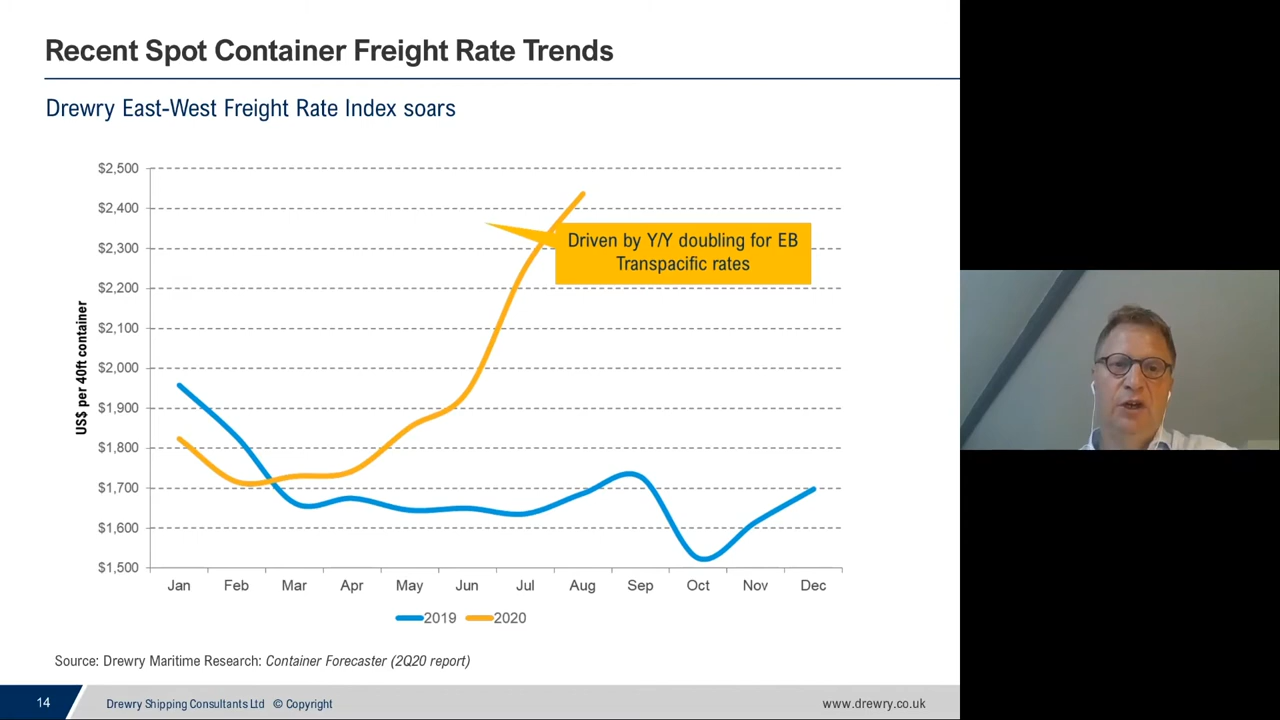 Recent Spot Container Freight Rate Trends
Drewry East-West Freight Rate Index soars
US$ per 40ft container
$2,500
$2,400
$2,300
$2,200
$2,100
$2,000
$1,900
$1,800
$1,700
$1,600
$1,500
Driven by Y/Y doubling for EB
Transpacific rates
Jan Feb Mar Apr May Jun Jul Aug Sep Oct Nov Dec
2019 2020
Source: Drewry Maritime Research: Container Forecaster (2Q20 report)
14 Drewry Shipping Consultants Ltd © Copyright www.drewry.co.uk